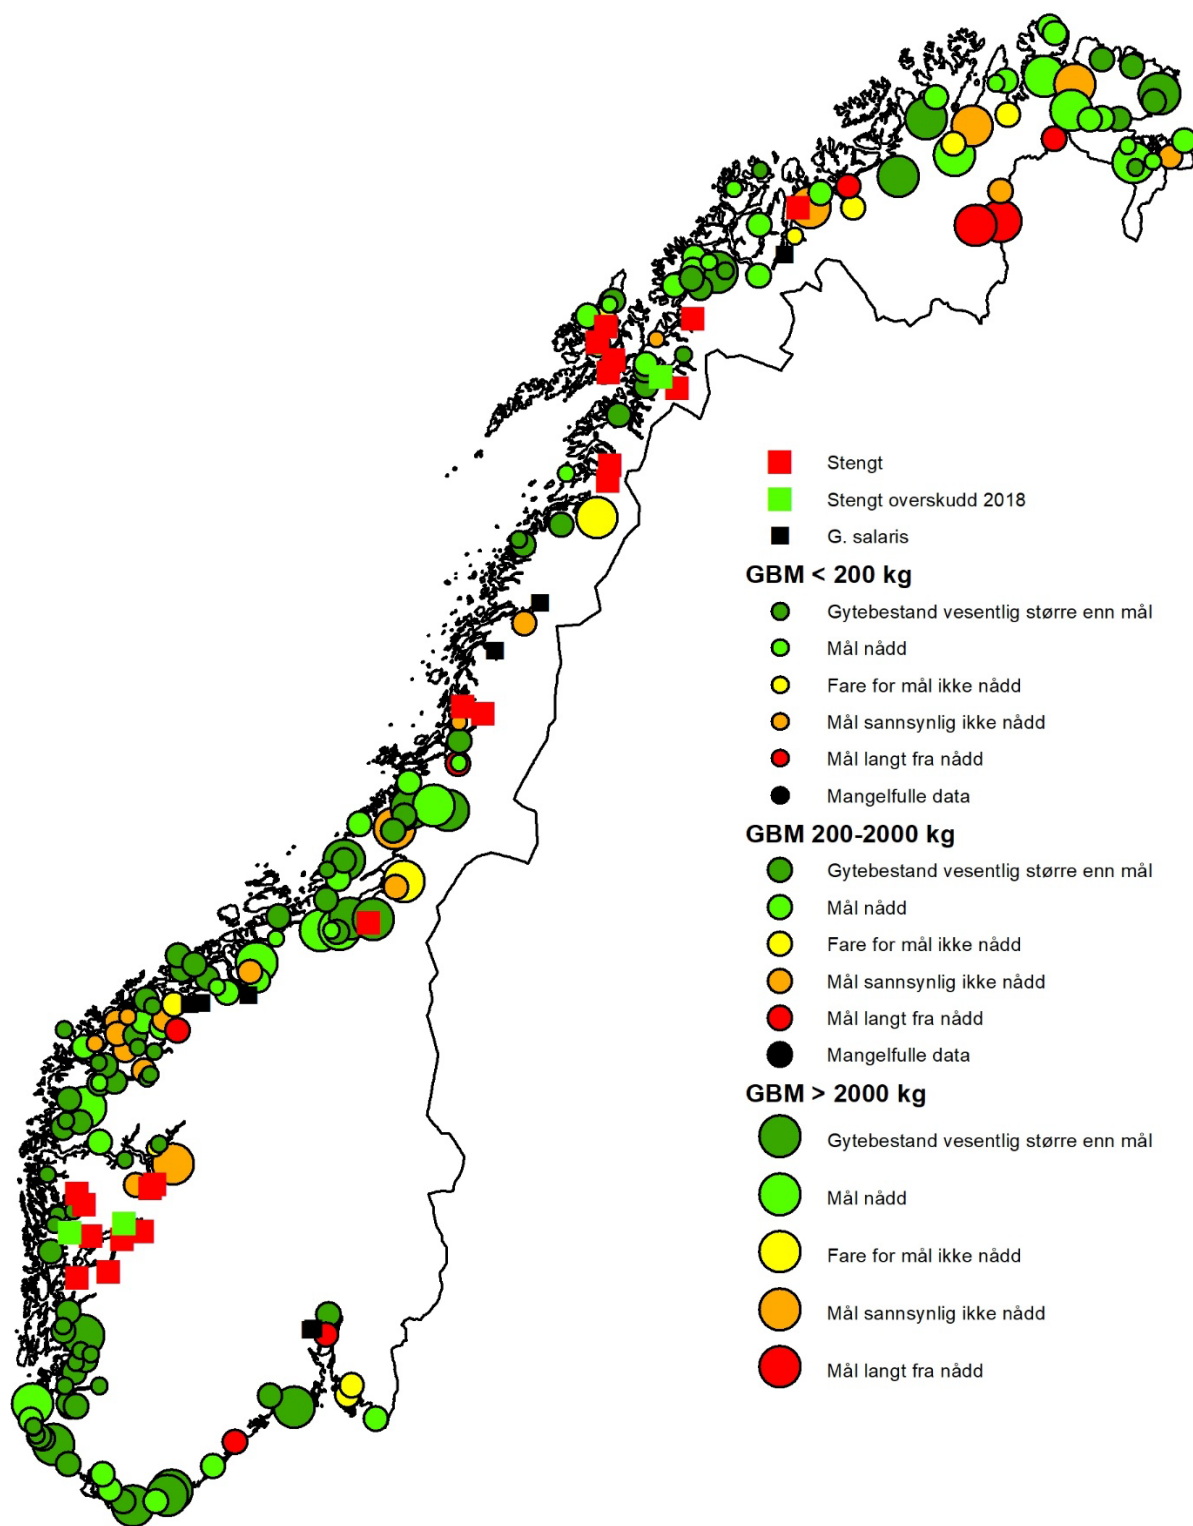 Stengt
Stengt overskudd 2018
G. salaris
GBM < 200 kg
Gytebestand vesentlig større enn mål
Mål nådd
Fare for mål ikke nådd
Mål sannsynlig ikke nådd
Mål langt fra nådd
Mangelfulle data
GBM 200-2000 kg
Gytebestand vesentlig større enn mål
Mål nådd
Fare for mål ikke nådd
Mål sannsynlig ikke nådd
Mål langt fra nådd
Mangelfulle data
GBM > 2000 kg
Gytebestand vesentlig større enn mål
Mål nådd
Fare for mål ikke nådd
Mål sannsynlig ikke nådd
Mål langt fra nådd